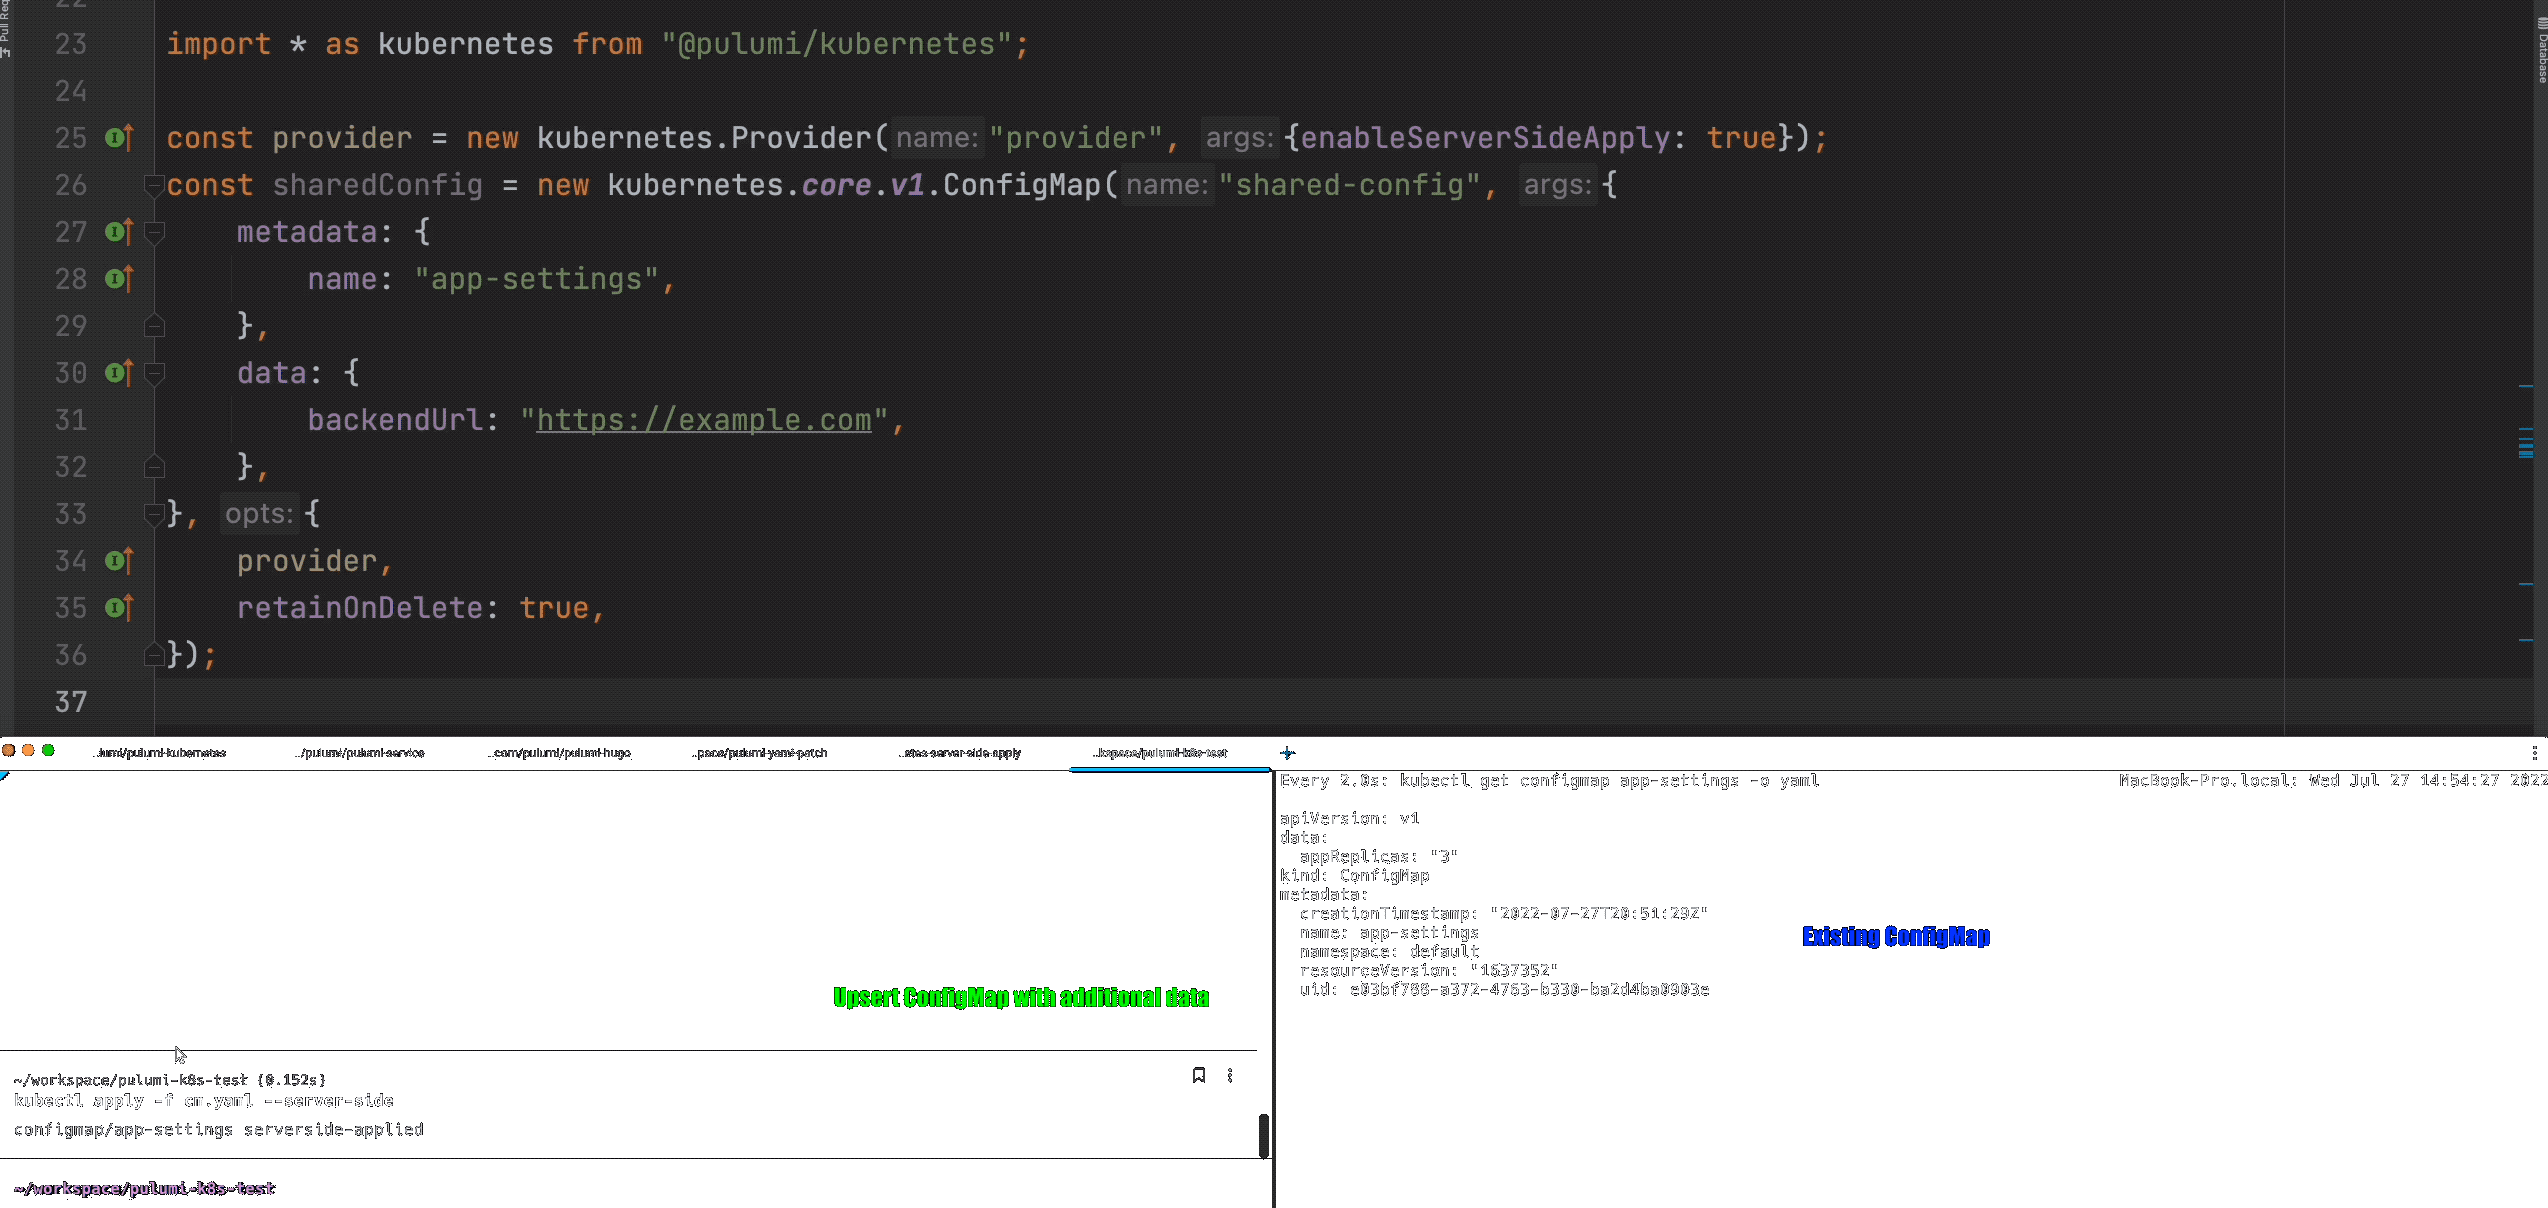 22
Pull Req
Database
23 import * as kubernetes from "@pulumi/kubernetes";
24
25 const provider = new kubernetes.Provider( name: "provider", args: {enableServerSideApply: true});
26 const sharedConfig = new kubernetes.core.v1.ConfigMap( name: "shared-config", args: {
27 metadata: {
28 name: "app-settings",
29 },
30 data: {
31 backendUrl: "https://example.com",
32 },
33 }, opts: {
34 provider,
35 retainOnDelete: true,
36 });
37
..lumi/pulumi-kubernetes ../pulumi/pulumi-service ..com/pulumi/pulumi-hugo ..pace/pulumi-yaml-patch ..etes-server-side-apply ..kspace/pulumi-k8s-test
Upsert ConfigMap with additional data
~/workspace/pulumi-k8s-test (0.152s)
kubectl apply -f cm.yaml --server-side
configmap/app-settings serverside-applied
~/workspace/pulumi-k8s-test
Every 2.0s: kubectl get configmap app-settings -o yaml MacBook-Pro.local: Wed Jul 27 14:54:27 2022
apiVersion: v1
data:
appReplicas: "3"
kind: ConfigMap
metadata:
creationTimestamp: "2022-07-27T20:51:29Z"
name: app-settings
namespace: default
resourceVersion: "1637352"
uid: e03bf788-a372-4763-b330-ba2d4ba0903e
Existing ConfigMap